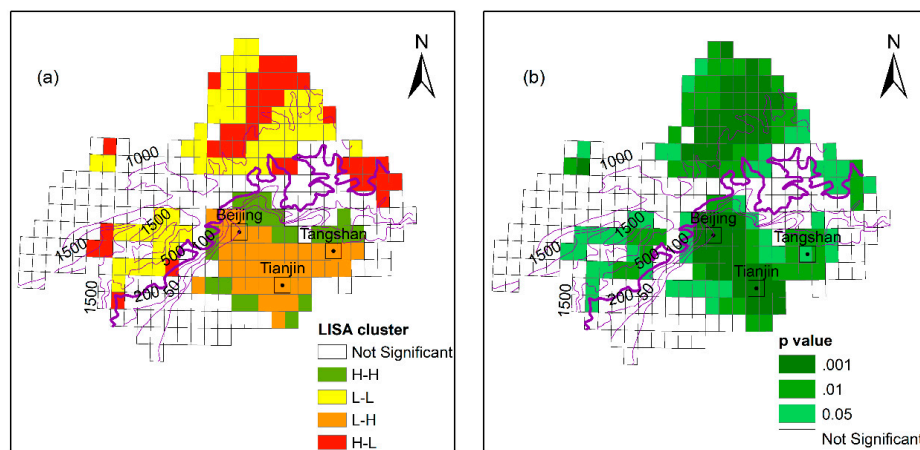 (a)
N
1000
1500
1500
500
100
1500
200
50
Beijing
Tangshan
Tianjin
LISA cluster
Not Significant
H-H
L-L
L-H
H-L
(b)
N
1000
1500
1500
500
100
1500
200
50
Beijing
Tangshan
Tianjin
p value
.001
.01
0.05
Not Significant